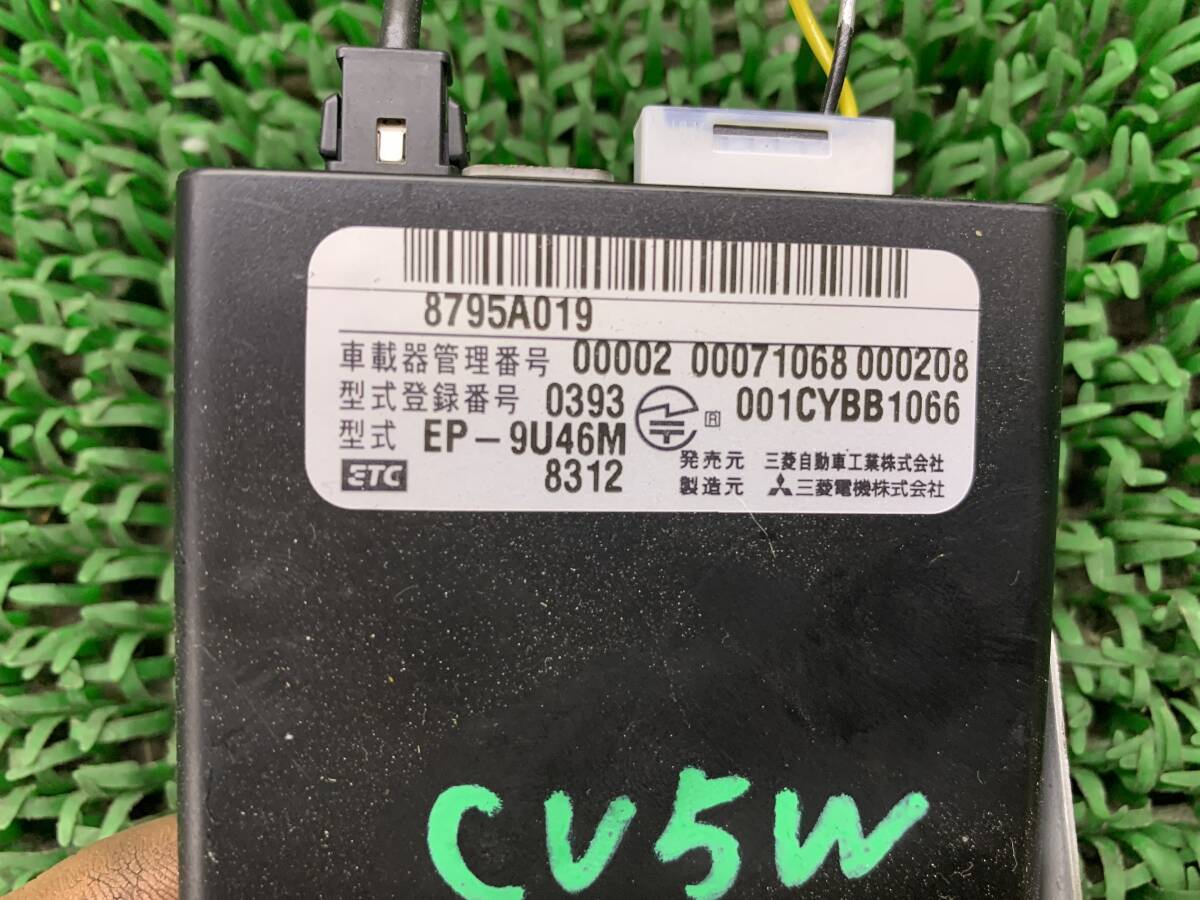 8795A019
車載器管理番号 00002 00071068 000208
型式登録番号 0393 R 001CYBB1066
型式 EP-9U46M
ETC 8312 発売元 三菱自動車工業株式会社
製造元 三菱電機株式会社
CV5W